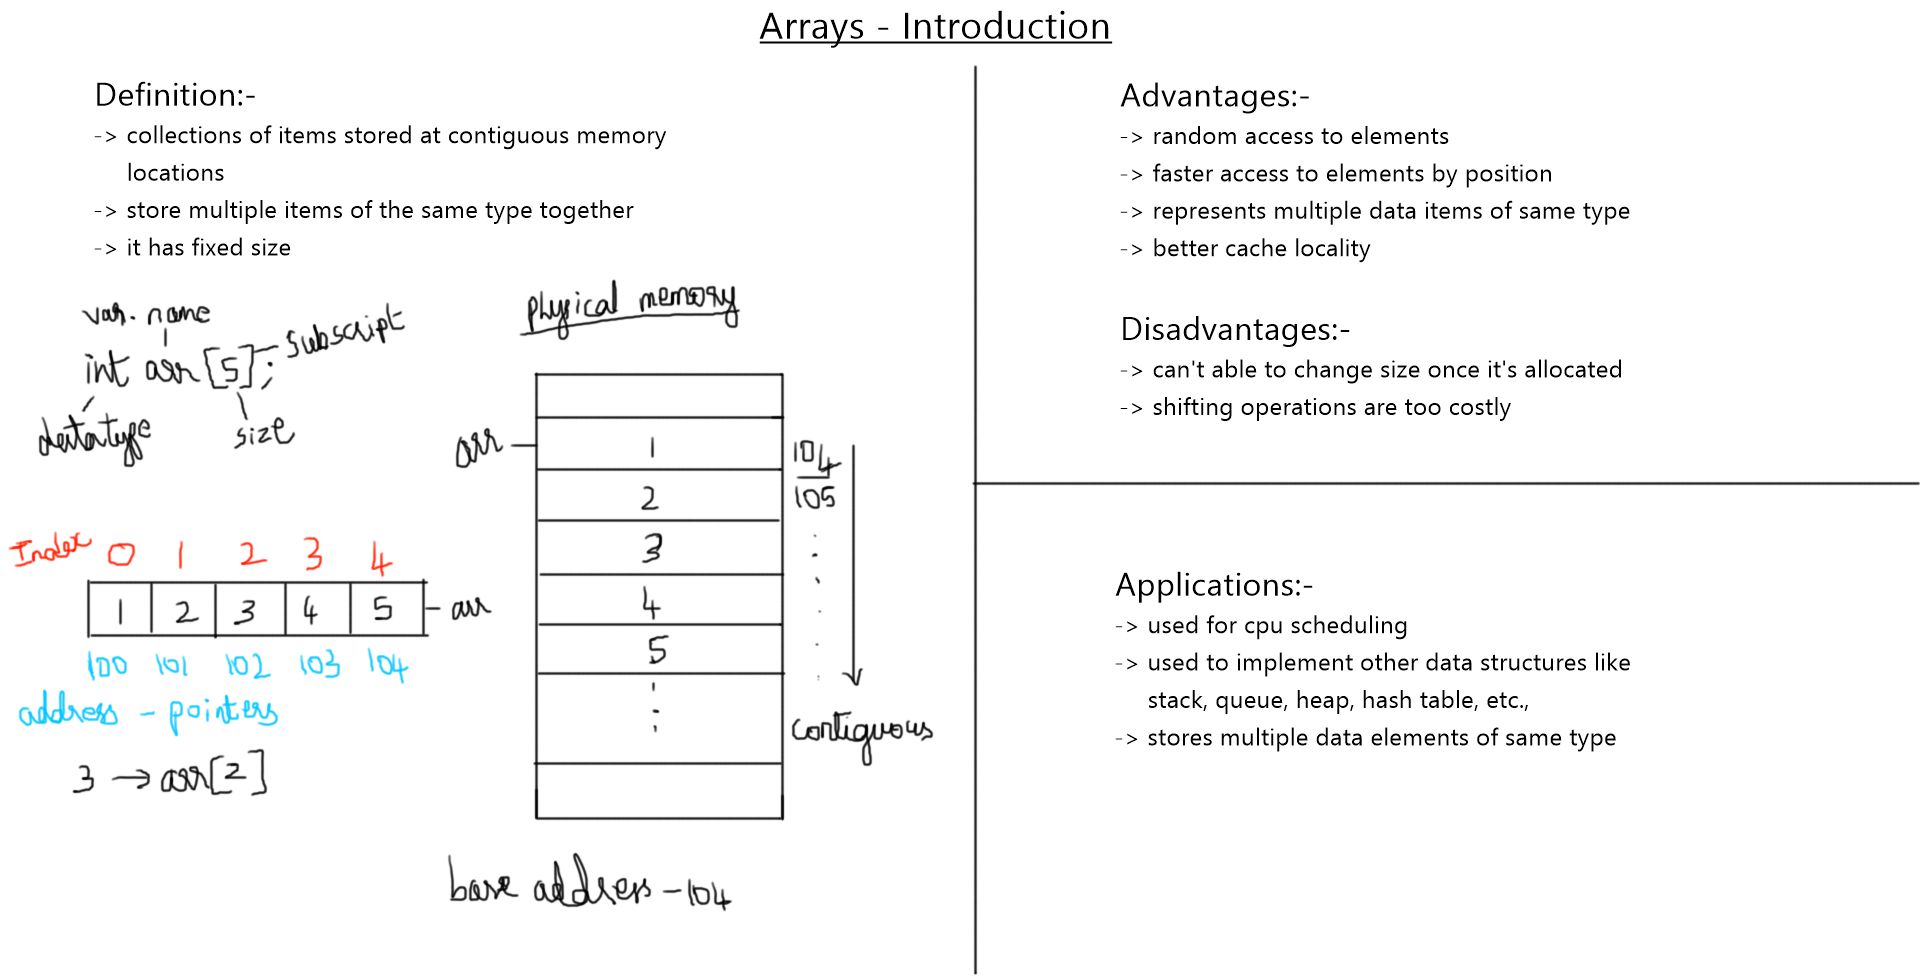 Arrays - Introduction
Definition:-
-> collections of items stored at contiguous memory
locations
-> store multiple items of the same type together
-> it has fixed size
var. name
int arr [5];
subscript
datatype
size
Index 0 1 2 3 4
1 2 3 4 5 - arr
100 101 102 103 104
address - pointers
3 -> arr[2]
physical memory
arr - 1 104
2 105
3
4
5
contiguous
base address - 104
Advantages:-
-> random access to elements
-> faster access to elements by position
-> represents multiple data items of same type
-> better cache locality
Disadvantages:-
-> can't able to change size once it's allocated
-> shifting operations are too costly
Applications:-
-> used for cpu scheduling
-> used to implement other data structures like
stack, queue, heap, hash table, etc.,
-> stores multiple data elements of same type